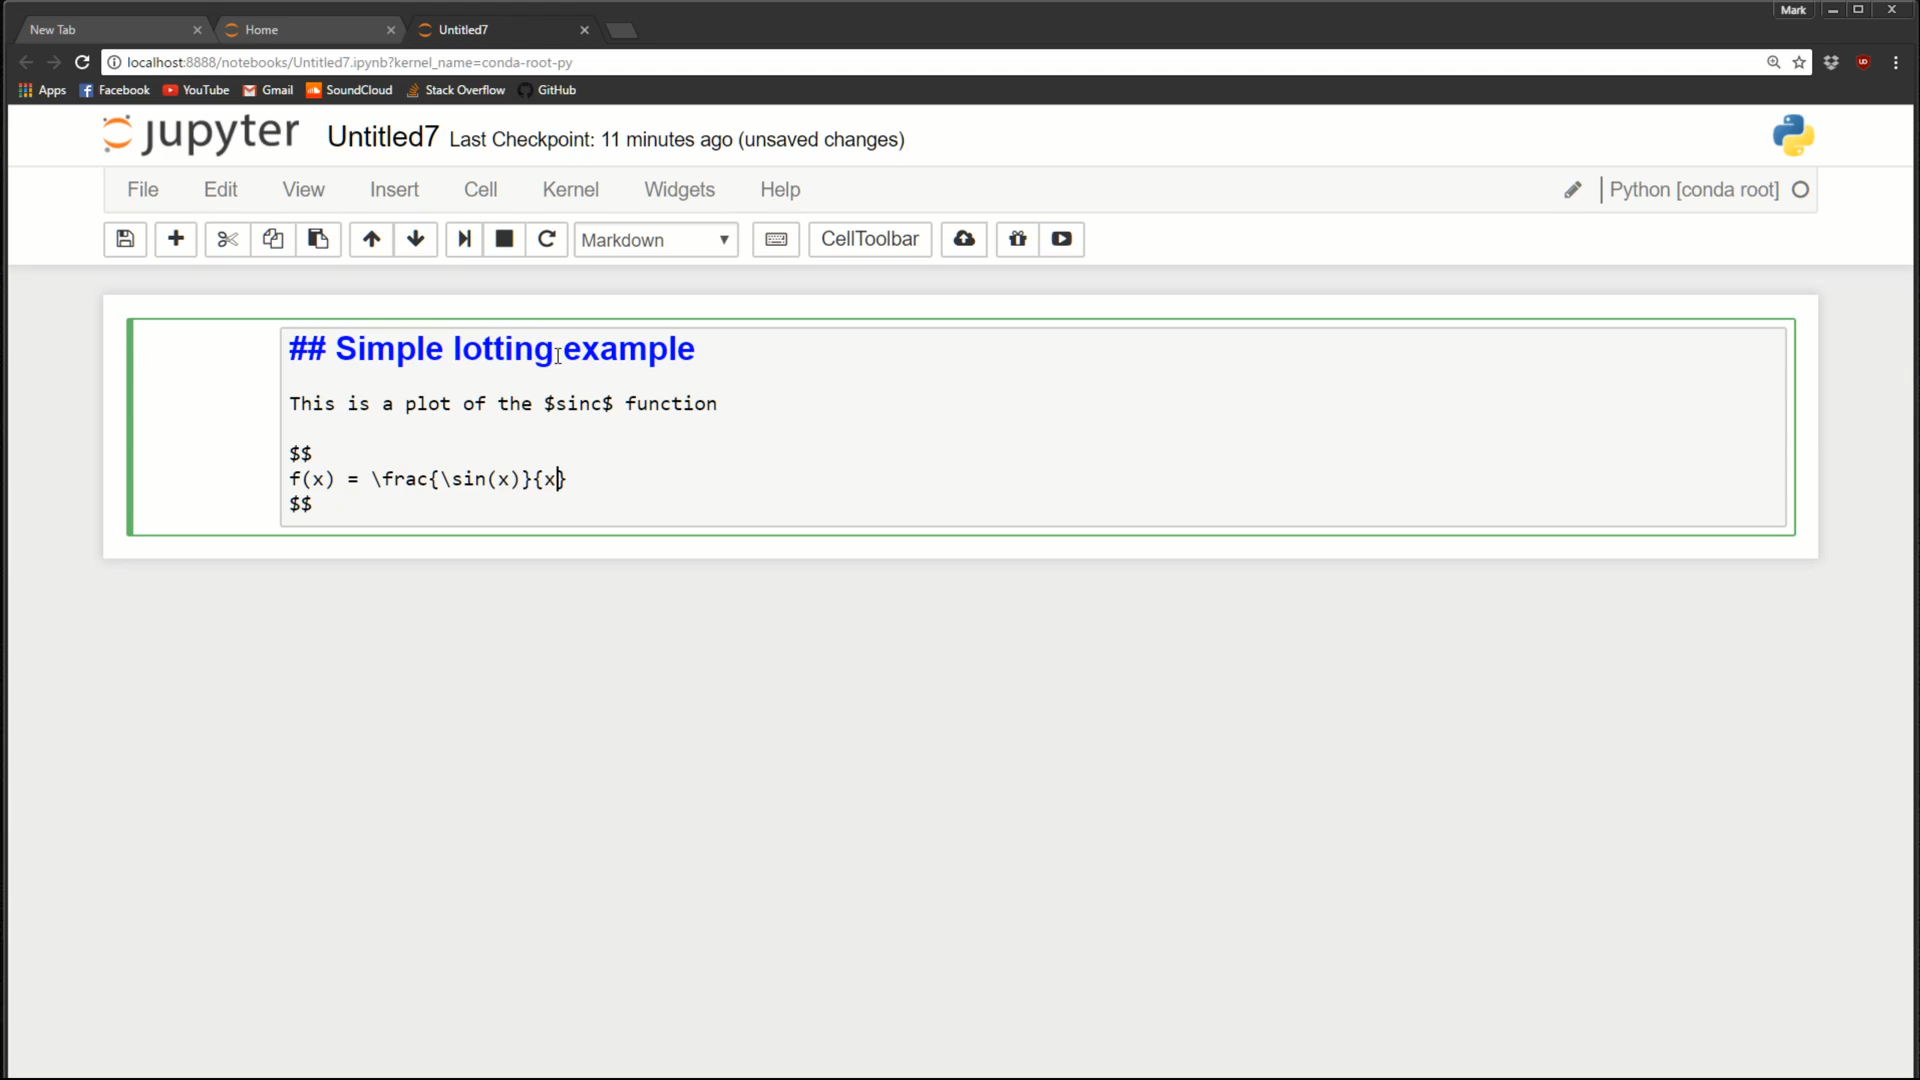 Mark
New Tab
Home
Untitled7
localhost:8888/notebooks/Untitled7.ipynb?kernel_name=conda-root-py
Apps Facebook YouTube Gmail SoundCloud Stack Overflow GitHub
jupyter Untitled7 Last Checkpoint: 11 minutes ago (unsaved changes)
File Edit View Insert Cell Kernel Widgets Help Python [conda root]
Markdown CellToolbar
## Simple lotting example
This is a plot of the $sinc$ function
$$
f(x) = \frac{\sin(x)}{x}
$$